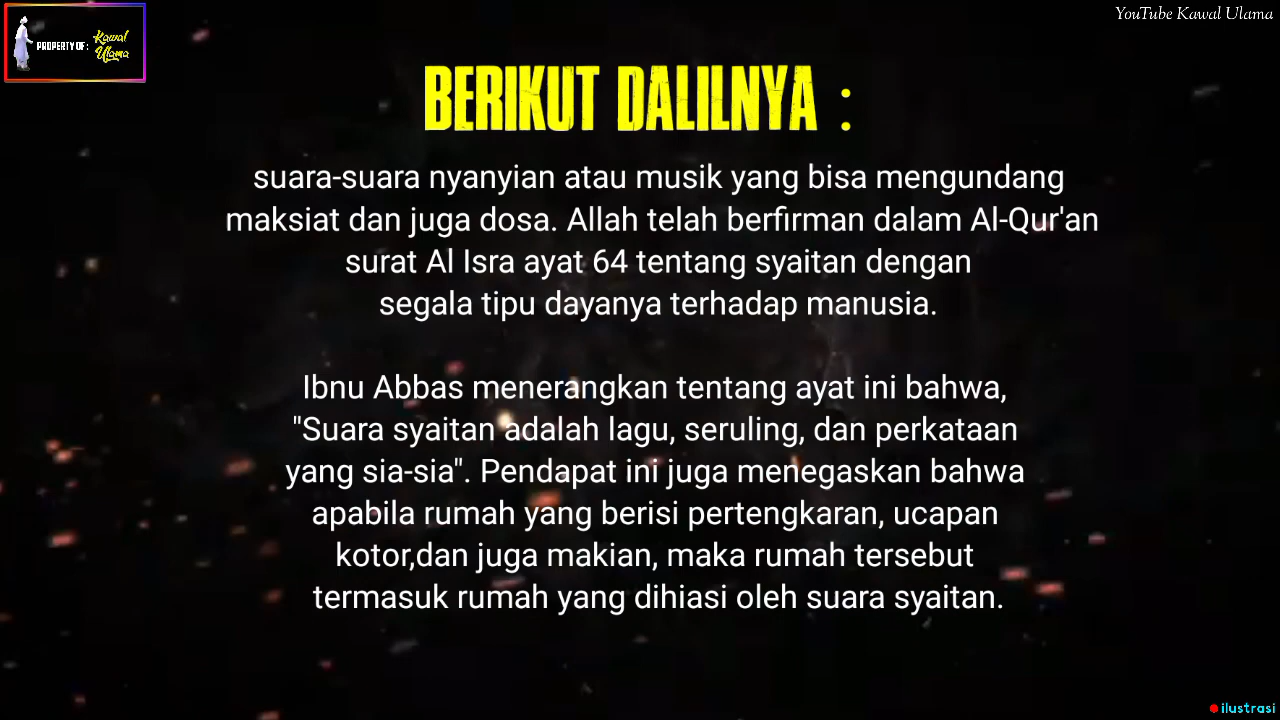 PROPERTY OF : Kawal
Ulama
YouTube Kawal Ulama
BERIKUT DALILNYA :
suara-suara nyanyian atau musik yang bisa mengundang
maksiat dan juga dosa. Allah telah berfirman dalam Al-Qur'an
surat Al Isra ayat 64 tentang syaitan dengan
segala tipu dayanya terhadap manusia.
Ibnu Abbas menerangkan tentang ayat ini bahwa,
"Suara syaitan adalah lagu, seruling, dan perkataan
yang sia-sia". Pendapat ini juga menegaskan bahwa
apabila rumah yang berisi pertengkaran, ucapan
kotor,dan juga makian, maka rumah tersebut
termasuk rumah yang dihiasi oleh suara syaitan.
ilustrasi